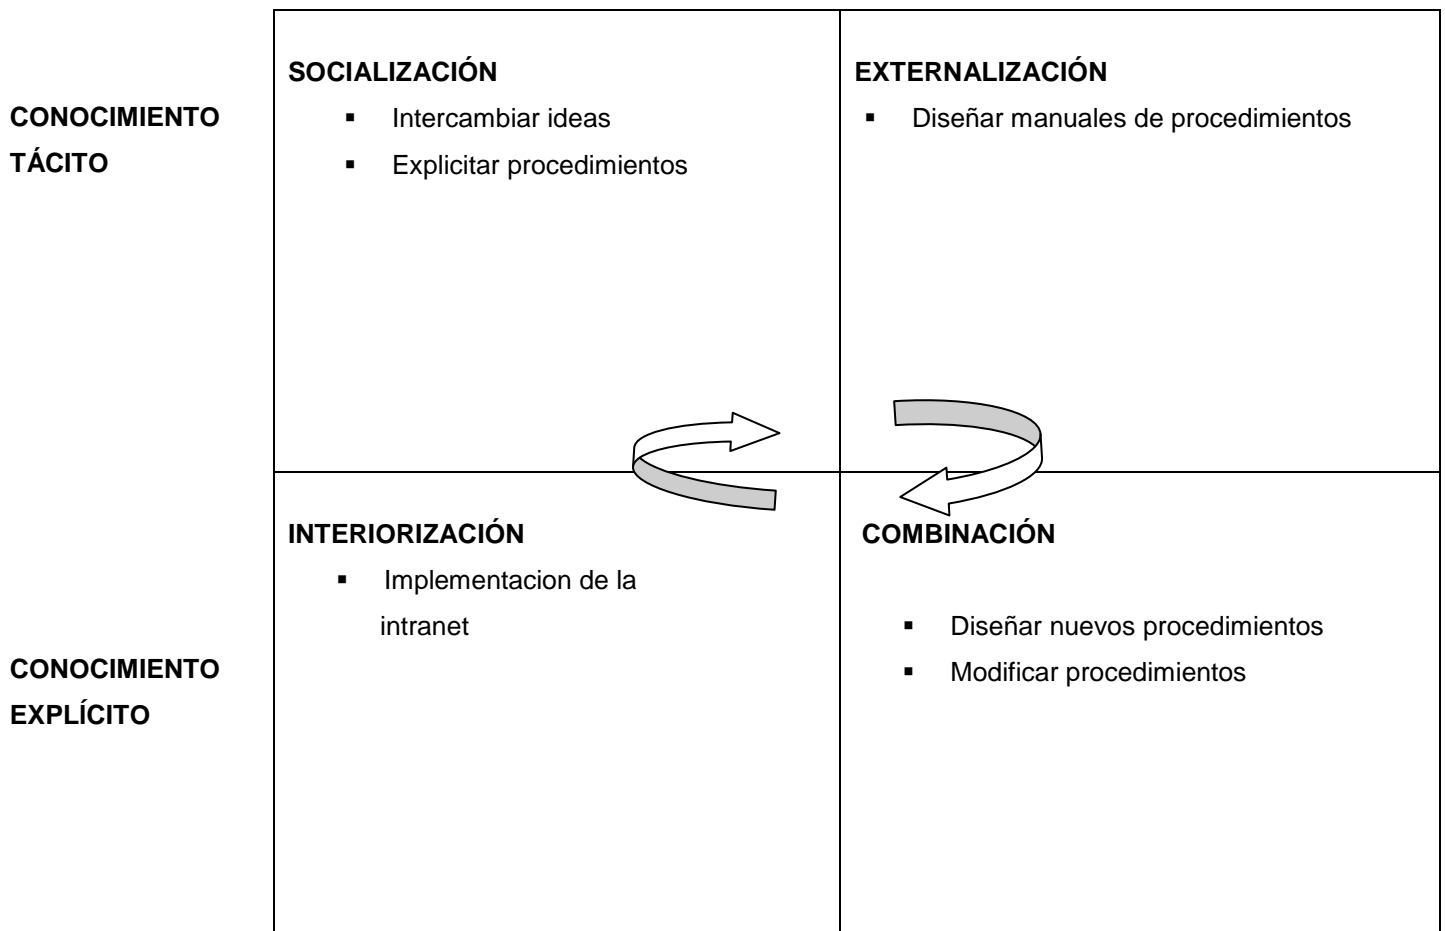 CONOCIMIENTO
TÁCITO
SOCIALIZACIÓN
▪ Intercambiar ideas
▪ Explicitar procedimientos
EXTERNALIZACIÓN
▪ Diseñar manuales de procedimientos
CONOCIMIENTO
EXPLÍCITO
INTERIORIZACIÓN
▪ Implementacion de la
intranet
COMBINACIÓN
▪ Diseñar nuevos procedimientos
▪ Modificar procedimientos